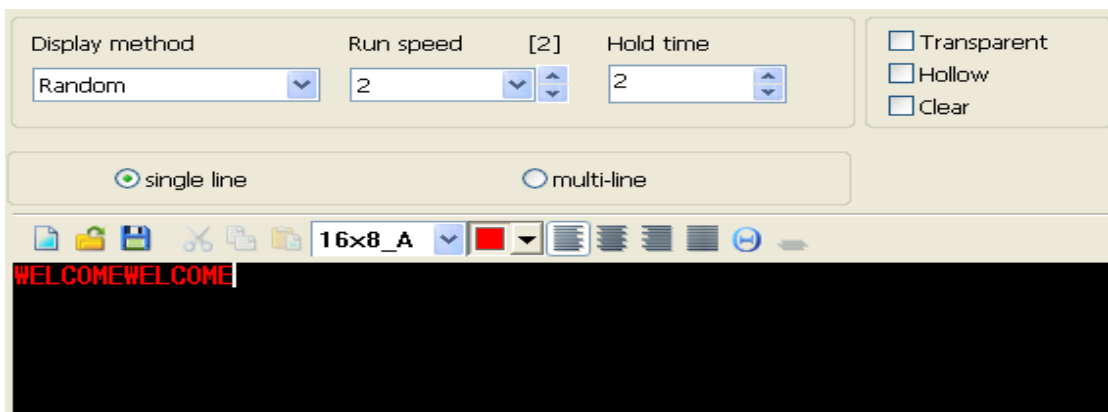 Display method Run speed [2] Hold time
Random 2 2
Transparent
Hollow
Clear
single line multi-line
16x8_A
WELCOMEWELCOME